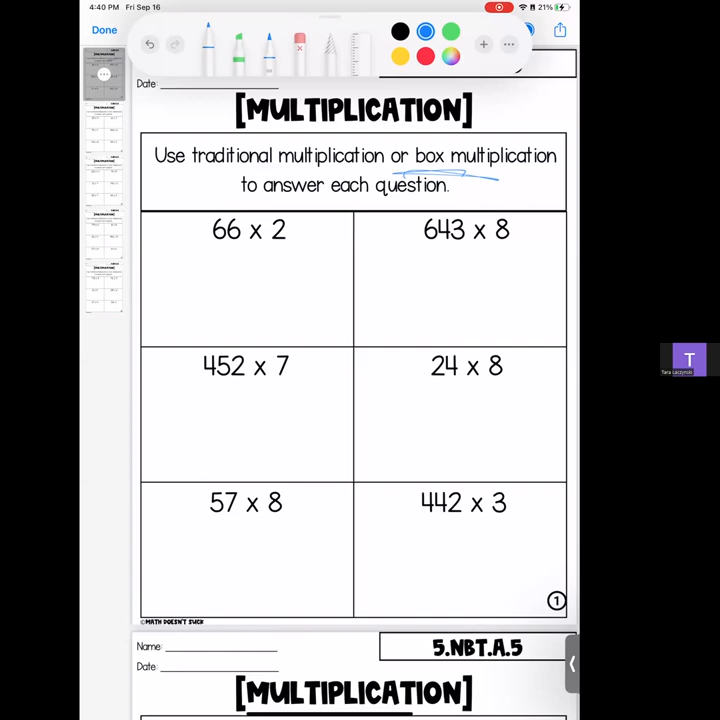 4:40 PM Fri Sep 16
21%
Done
Date:
[MULTIPLICATION]
Use traditional multiplication or box multiplication
to answer each question.
66 x 2
643 x 8
452 x 7
24 x 8
57 x 8
442 x 3
1
©MATH DOESN'T SUCK
Name:
5.NBT.A.5
Date:
[MULTIPLICATION]
T
Tara Laczynski